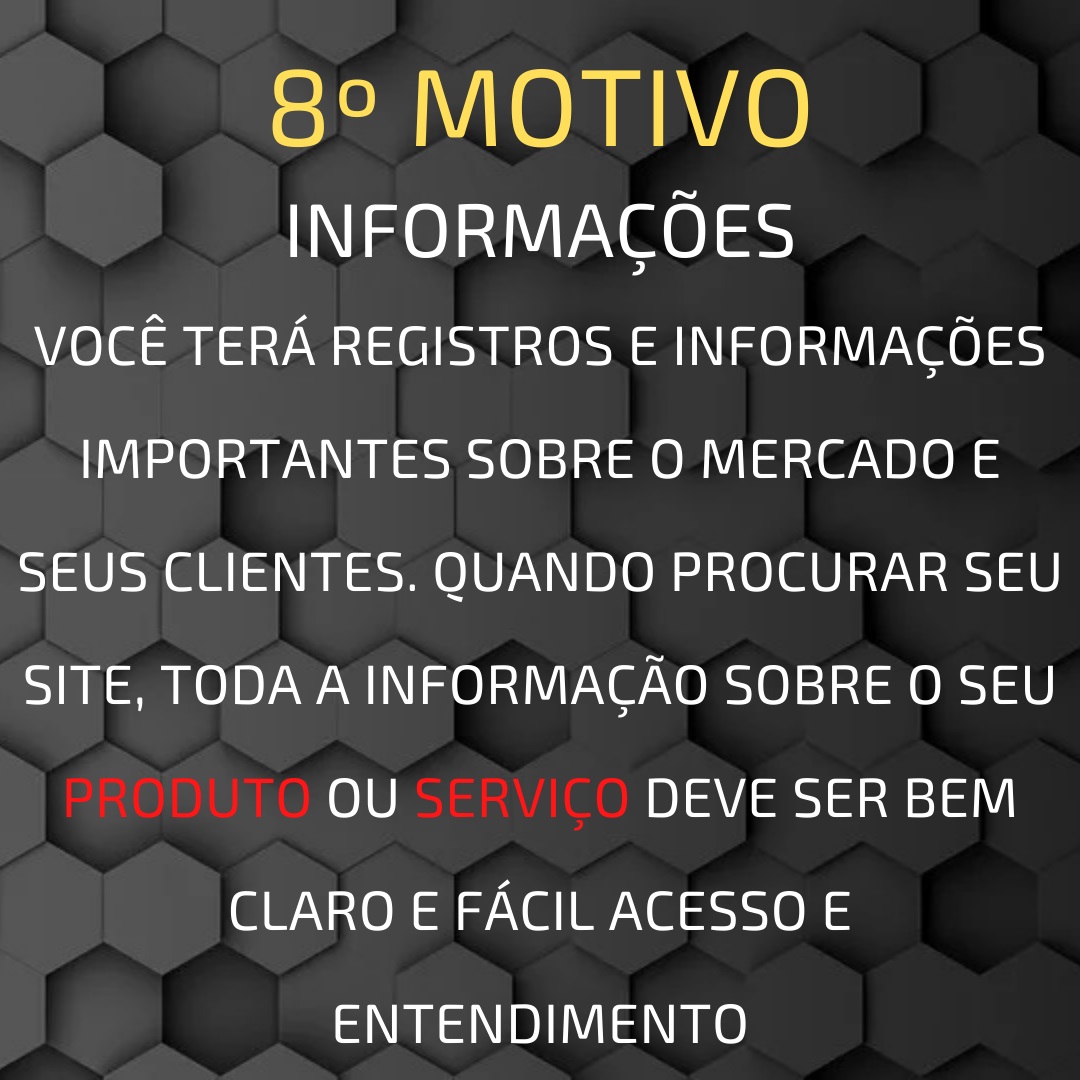 8º MOTIVO
INFORMAÇÕES
VOCÊ TERÁ REGISTROS E INFORMAÇÕES
IMPORTANTES SOBRE O MERCADO E
SEUS CLIENTES. QUANDO PROCURAR SEU
SITE, TODA A INFORMAÇÃO SOBRE O SEU
PRODUTO OU SERVIÇO DEVE SER BEM
CLARO E FÁCIL ACESSO E
ENTENDIMENTO